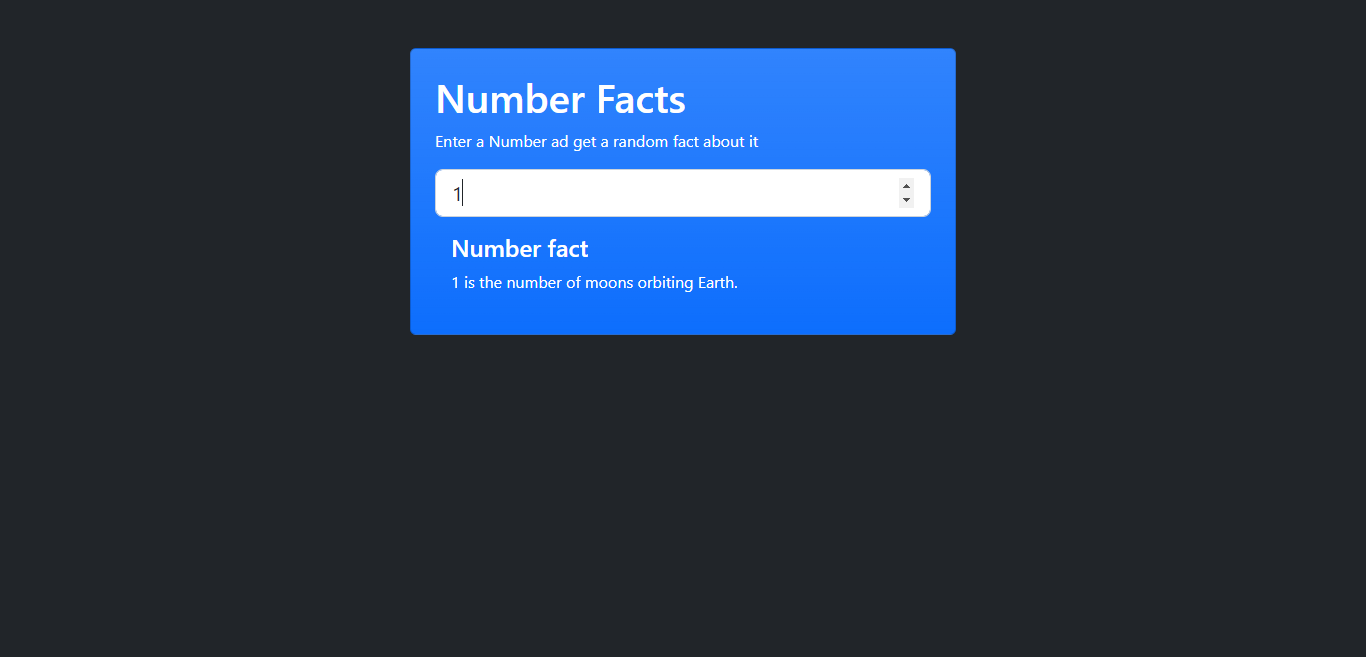 Number Facts
Enter a Number ad get a random fact about it
1
Number fact
1 is the number of moons orbiting Earth.